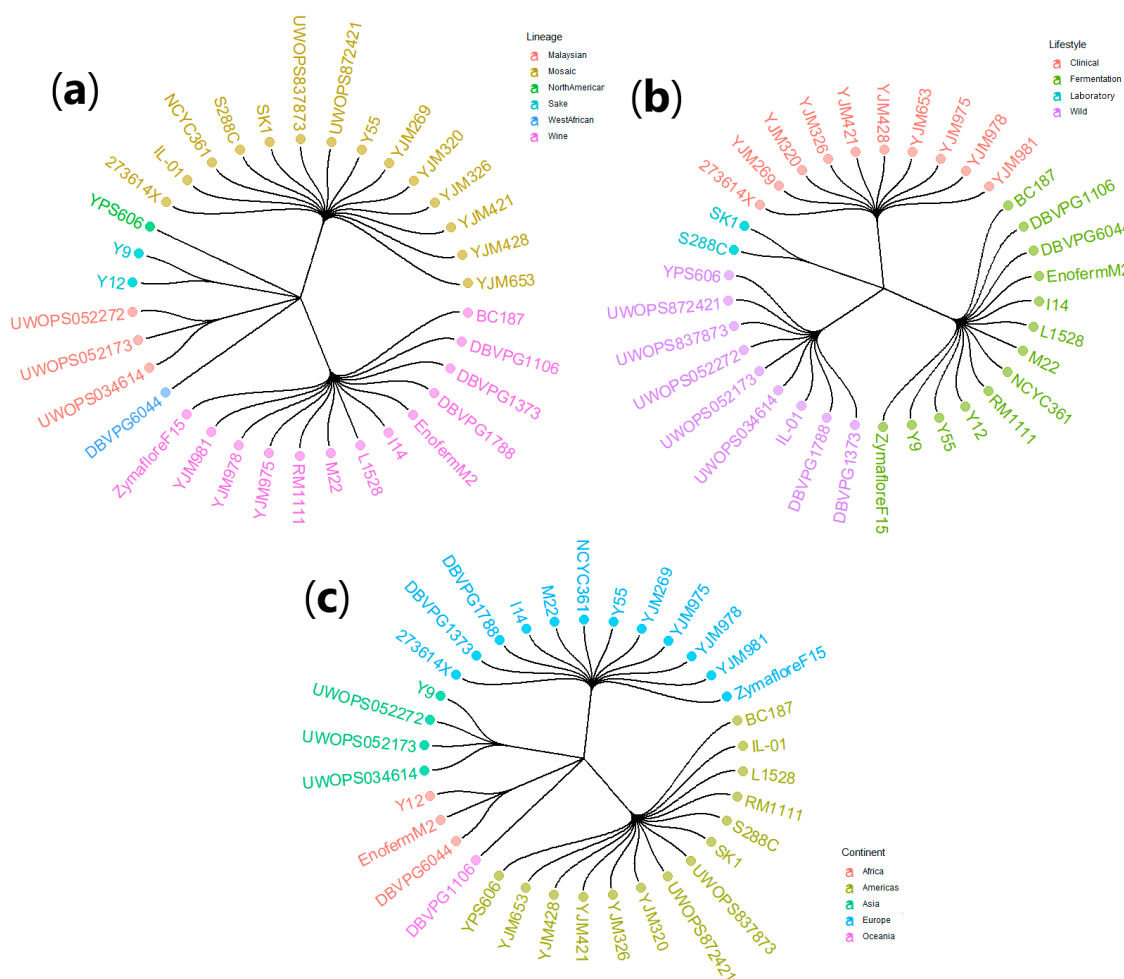 (a)
Lineage
a Malaysian
a Mosaic
a NorthAmerican
a Sake
a WestAfrican
a Wine
YPS606
273614X
IL-01
NCYC361
S288C
SK1
UWOPS837873
UWOPS872421
Y55
YJM269
YJM320
YJM326
YJM421
YJM428
YJM653
BC187
DBVPG1106
DBVPG1373
DBVPG1788
EnofermM2
I14
L1528
M22
RM1111
YJM975
YJM978
YJM981
ZymafloreF15
DBVPG6044
UWOPS034614
UWOPS052173
UWOPS052272
Y12
Y9
(b)
Lifestyle
a Clinical
a Fermentation
a Laboratory
a Wild
273614X
YJM269
YJM320
YJM326
YJM421
YJM428
YJM653
YJM975
YJM978
YJM981
BC187
DBVPG1106
DBVPG6044
EnofermM2
I14
L1528
M22
NCYC361
RM1111
Y12
Y55
Y9
ZymafloreF15
DBVPG1373
DBVPG1788
IL-01
UWOPS034614
UWOPS052173
UWOPS052272
UWOPS837873
UWOPS872421
YPS606
S288C
SK1
(c)
273614X
DBVPG1373
DBVPG1788
I14
M22
NCYC361
Y55
YJM269
YJM975
YJM978
YJM981
ZymafloreF15
BC187
IL-01
L1528
RM1111
S288C
SK1
UWOPS837873
UWOPS872421
YJM320
YJM326
YJM421
YJM428
YJM653
YPS606
DBVPG1106
DBVPG6044
EnofermM2
Y12
UWOPS034614
UWOPS052173
UWOPS052272
Y9
Continent
a Africa
a Americas
a Asia
a Europe
a Oceania